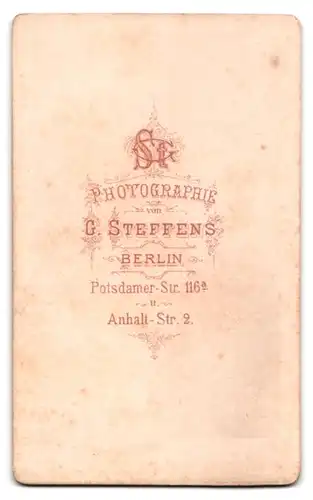 PHOTOGRAPHIE
von
G. STEFFENS
BERLIN
Potsdamer-Str. 116a
u.
Anhalt-Str. 2.